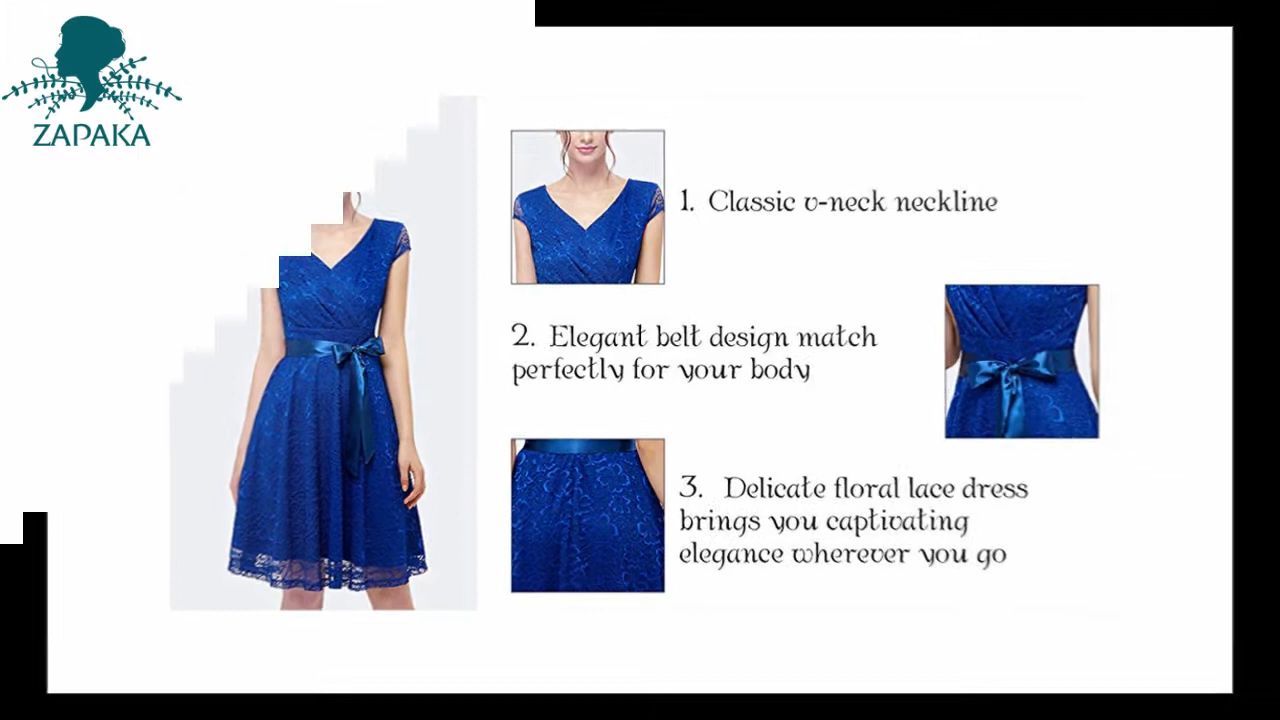 ZAPAKA
1. Classic v-neck neckline
2. Elegant belt design match
perfectly for your body
3. Delicate floral lace dress
brings you captivating
elegance wherever you go